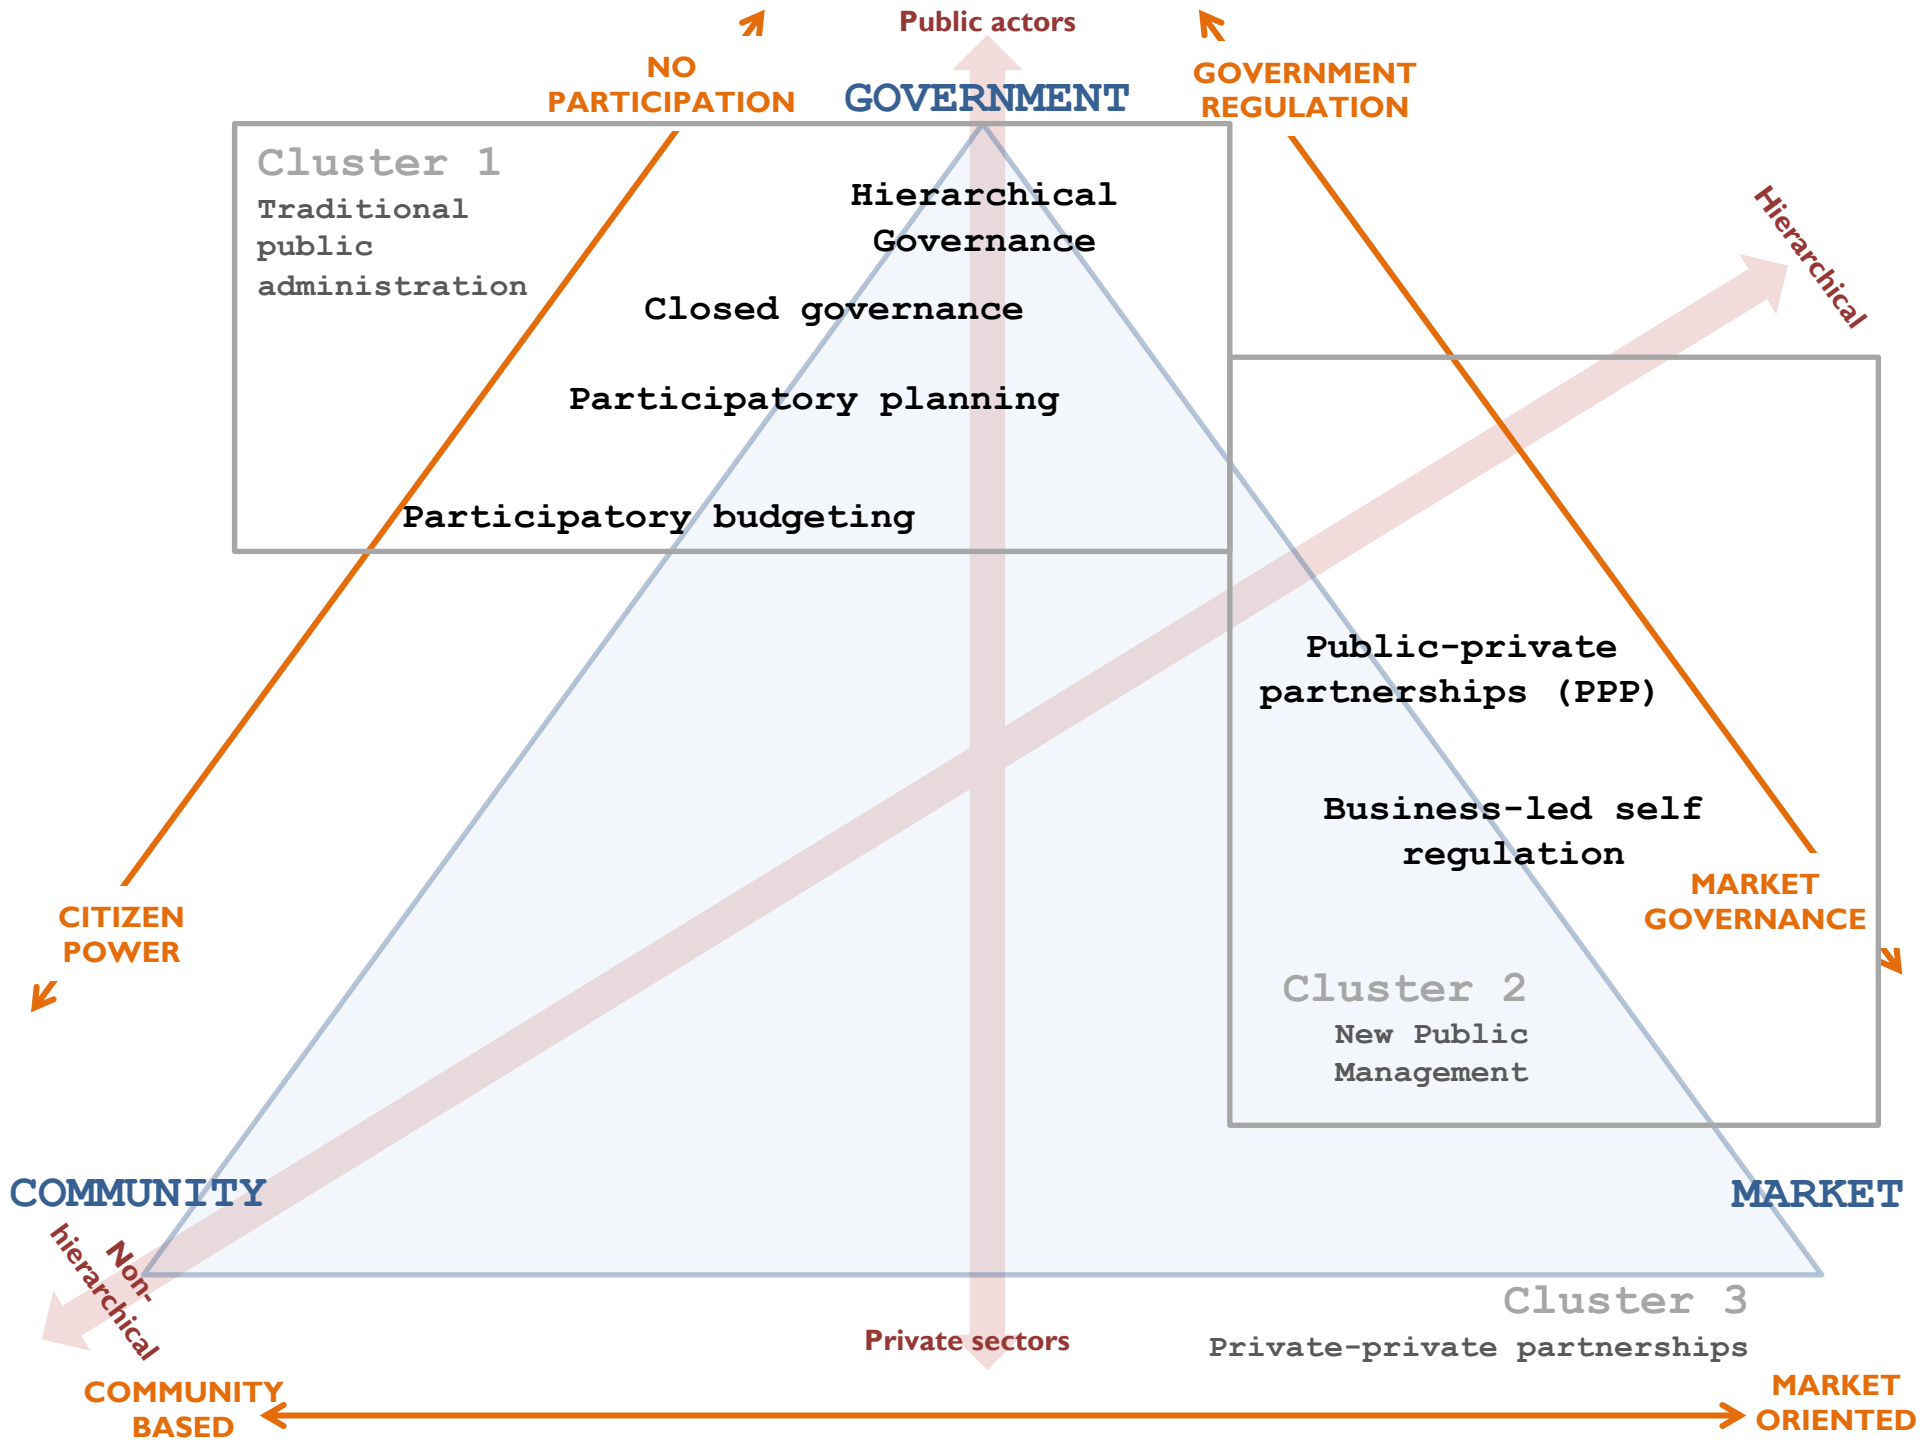 Public actors
NO
PARTICIPATION
GOVERNMENT
GOVERNMENT
REGULATION
Cluster 1
Traditional
public
administration
Hierarchical
Governance
Hierarchical
Closed governance
Participatory planning
Participatory budgeting
Public-private
partnerships (PPP)
Business-led self
regulation
MARKET
GOVERNANCE
CITIZEN
POWER
Cluster 2
New Public
Management
COMMUNITY
MARKET
Non-
hierarchical
Cluster 3
Private-private partnerships
Private sectors
COMMUNITY
BASED
MARKET
ORIENTED